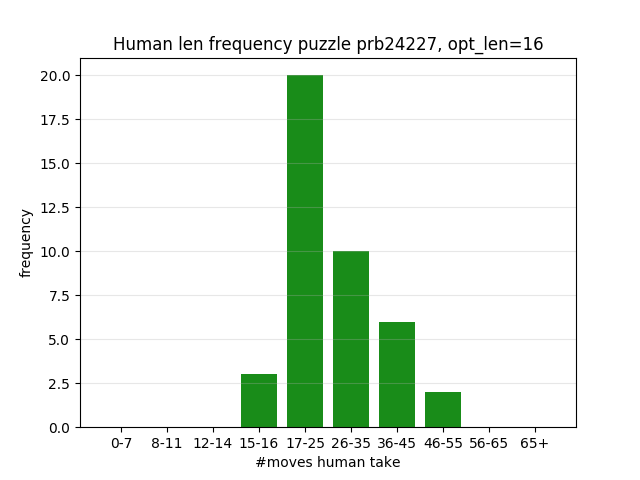 Human len frequency puzzle prb24227, opt_len=16
20.0
17.5
15.0
12.5
10.0
7.5
5.0
2.5
0.0
frequency
0-7 8-11 12-14 15-16 17-25 26-35 36-45 46-55 56-65 65+
#moves human take